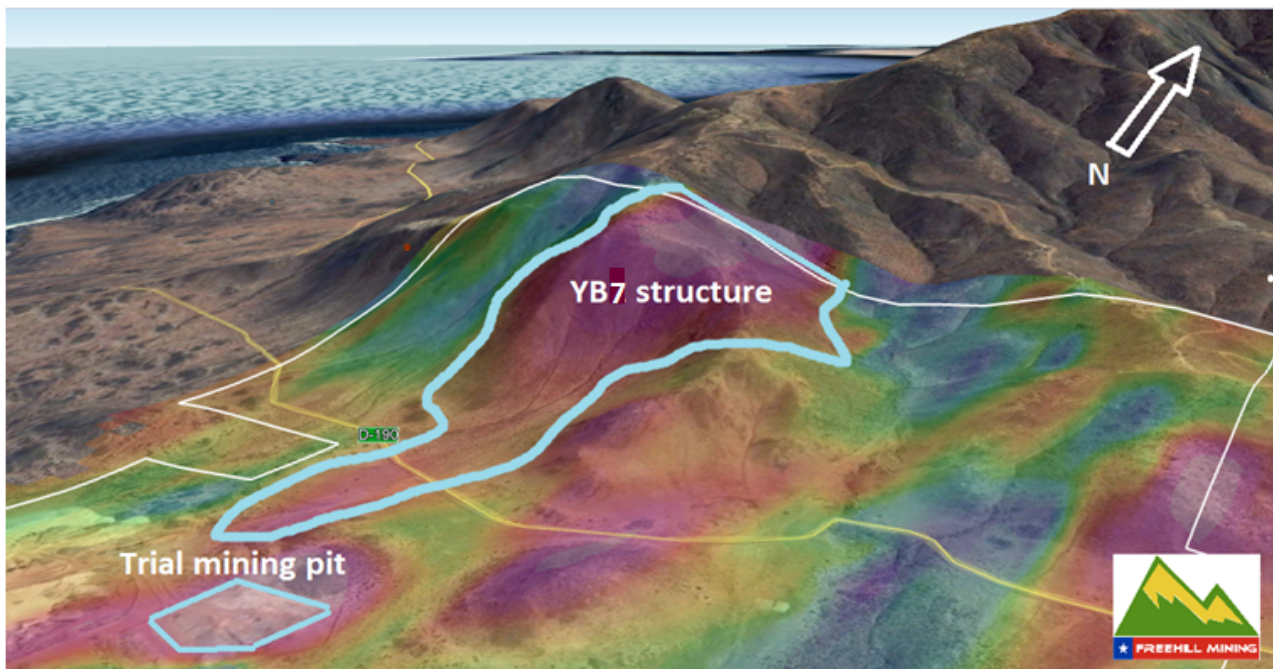 N
YB7 structure
D-190
Trial mining pit
FREEHILL MINING